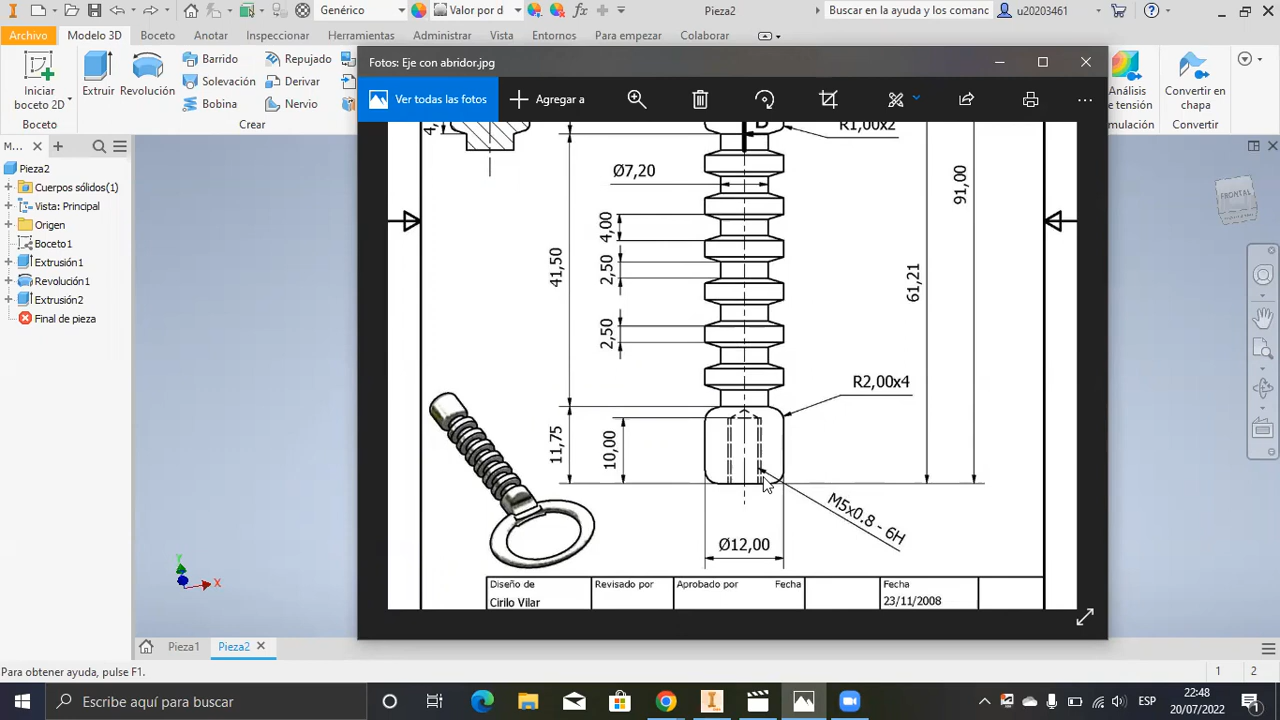 Genérico
Valor por d
Pieza2
Buscar en la ayuda y los comanc
u20203461
Archivo
Modelo 3D
Boceto
Anotar
Inspeccionar
Herramientas
Administrar
Vista
Entornos
Para empezar
Colaborar
Iniciar
boceto 2D
Boceto
Extruir
Revolución
Barrido
Solevación
Bobina
Repujado
Derivar
Nervio
Crear
Análisis
de tensión
mulación
Convertir en
chapa
Convertir
Fotos: Eje con abridor.jpg
Ver todas las fotos
Agregar a
M...
Pieza2
Cuerpos sólidos(1)
Vista: Principal
Origen
Boceto1
Extrusión1
Revolución1
Extrusión2
Final de pieza
4,
D
R1,00x2
Ø7,20
91,00
4,00
41,50
2,50
61,21
2,50
R2,00x4
11,75
10,00
M5x0.8 - 6H
Ø12,00
Diseño de
Cirilo Vilar
Revisado por
Aprobado por
Fecha
Fecha
23/11/2008
FRONTAL
Y
X
Pieza1
Pieza2
Para obtener ayuda, pulse F1.
1
2
Escribe aquí para buscar
ESP
22:48
20/07/2022
1